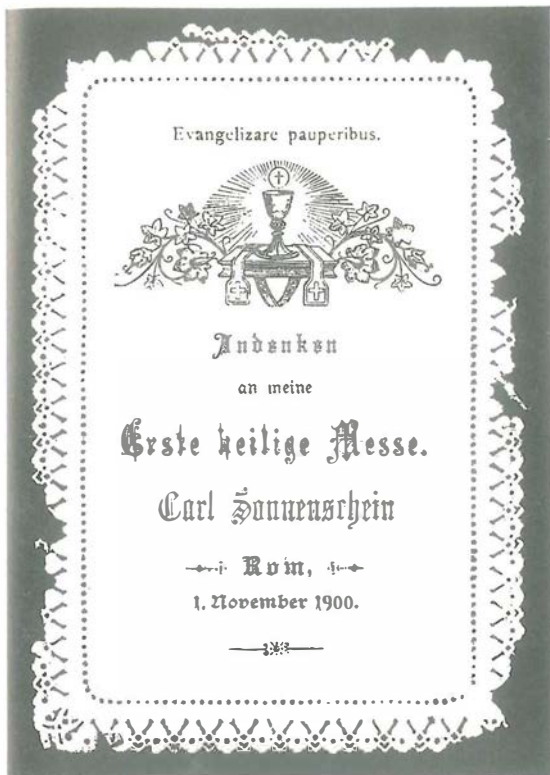 Evangelizare pauperibus.
Andenken
an meine
Erste heilige Messe.
Carl Sonnenschein
Rom,
1. November 1900.